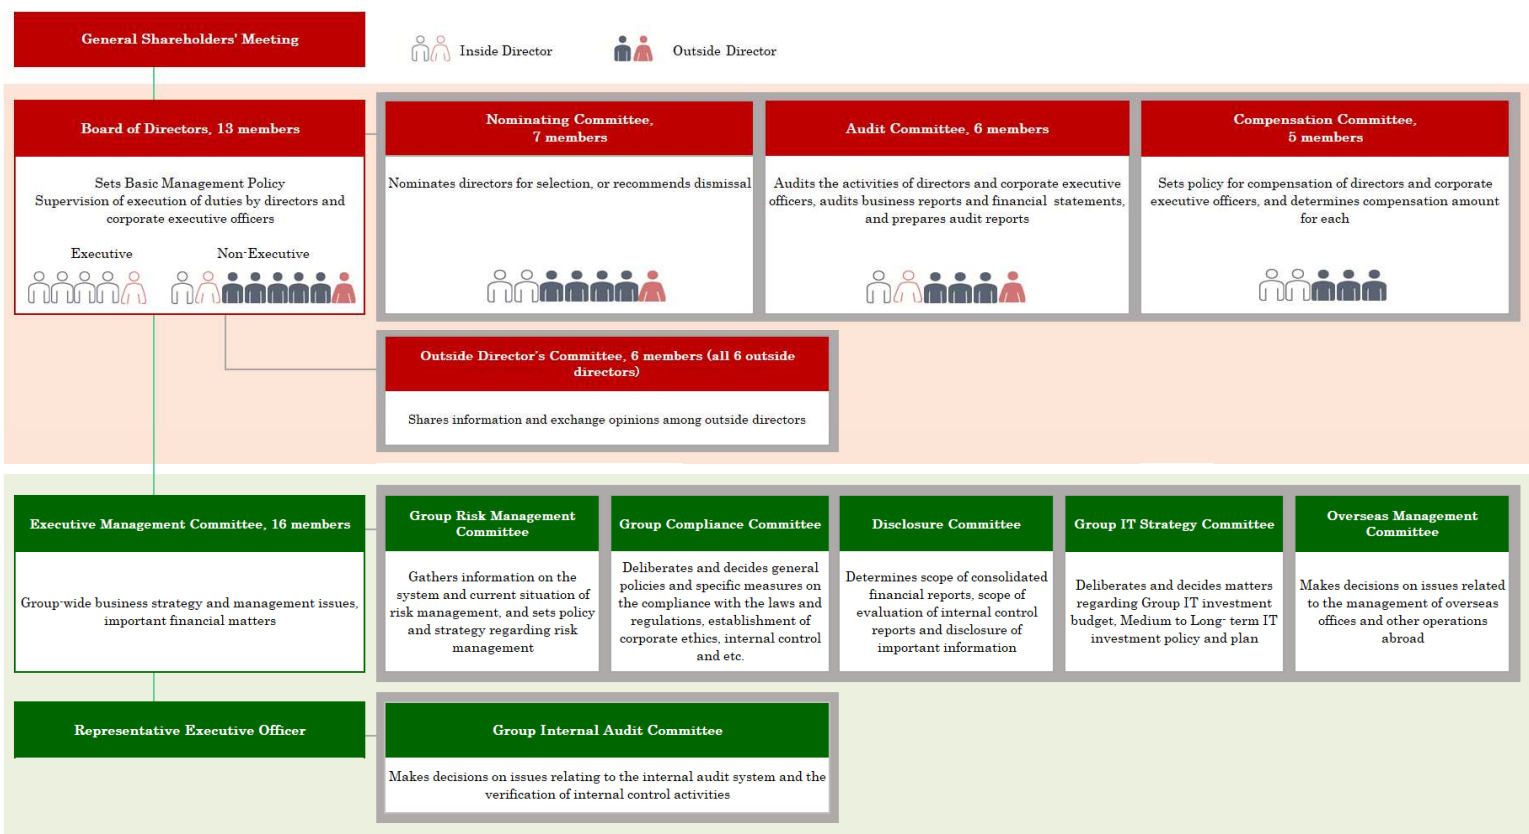 General Shareholders' Meeting
Inside Director
Outside Director
Board of Directors, 13 members
Sets Basic Management Policy
Supervision of execution of duties by directors and
corporate executive officers
Executive
Non-Executive
Nominating Committee,
7 members
Nominates directors for selection, or recommends dismissal
Audit Committee, 6 members
Audits the activities of directors and corporate executive
officers, audits business reports and financial statements,
and prepares audit reports
Compensation Committee,
5 members
Sets policy for compensation of directors and corporate
executive officers, and determines compensation amount
for each
Outside Director's Committee, 6 members (all 6 outside
directors)
Shares information and exchange opinions among outside directors
Executive Management Committee, 16 members
Group-wide business strategy and management issues,
important financial matters
Group Risk Management
Committee
Gathers information on the
system and current situation of
risk management, and sets policy
and strategy regarding risk
management
Group Compliance Committee
Deliberates and decides general
policies and specific measures on
the compliance with the laws and
regulations, establishment of
corporate ethics, internal control
and etc.
Disclosure Committee
Determines scope of consolidated
financial reports, scope of
evaluation of internal control
reports and disclosure of
important information
Group IT Strategy Committee
Deliberates and decides matters
regarding Group IT investment
budget, Medium to Long- term IT
investment policy and plan
Overseas Management
Committee
Makes decisions on issues related
to the management of overseas
offices and other operations
abroad
Representative Executive Officer
Group Internal Audit Committee
Makes decisions on issues relating to the internal audit system and the
verification of internal control activities